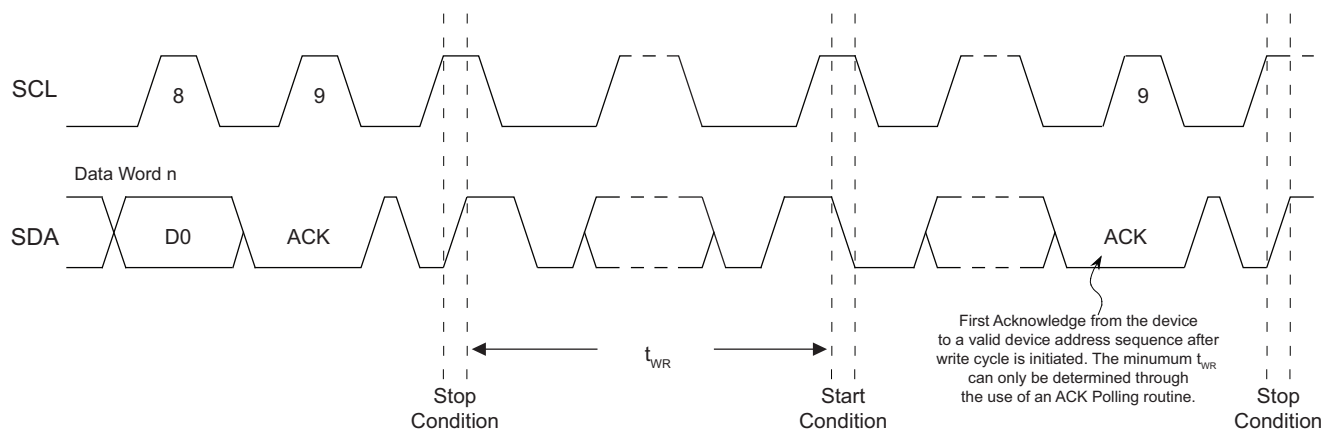 SCL
8
9
9
Data Word n
SDA
D0
ACK
ACK
First Acknowledge from the device
to a valid device address sequence after
write cycle is initiated. The minumum tWR
can only be determined through
the use of an ACK Polling routine.
tWR
Stop
Condition
Start
Condition
Stop
Condition